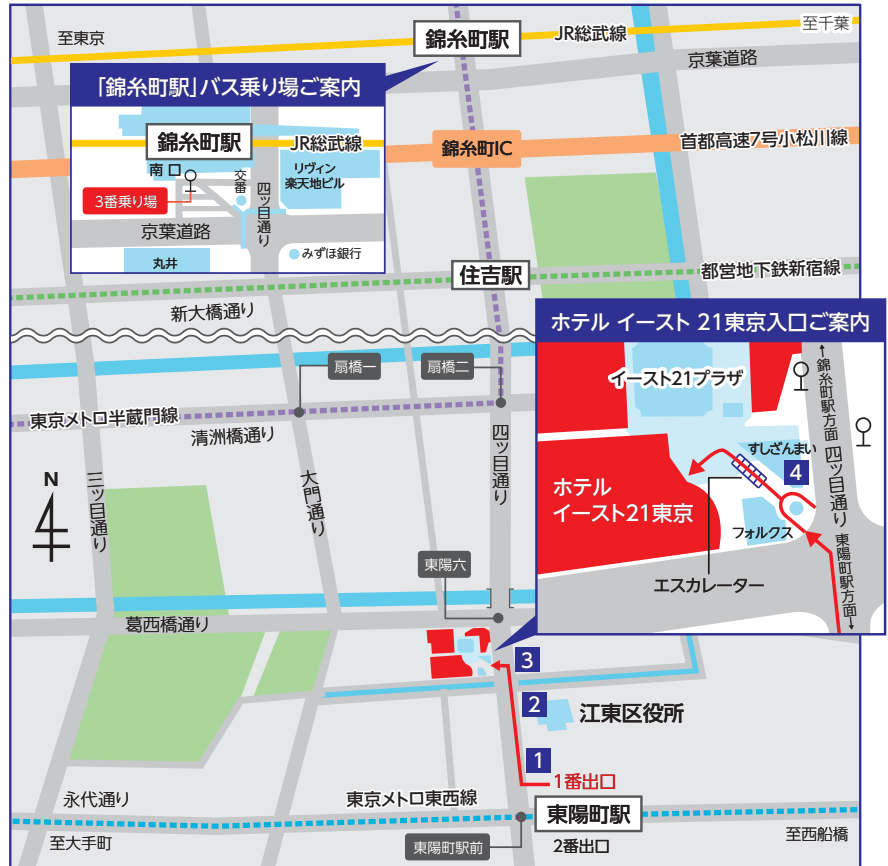 至東京
錦糸町駅
JR総武線
至千葉
京葉道路
「錦糸町駅」バス乗り場ご案内
錦糸町駅
JR総武線
南口
交番
リヴィン
楽天地ビル
3番乗り場
四ッ目通り
京葉道路
丸井
みずほ銀行
錦糸町IC
首都高速7号小松川線
住吉駅
都営地下鉄新宿線
新大橋通り
ホテル イースト 21東京入口ご案内
イースト21プラザ
←錦糸町駅方面
四ッ目通り
東陽町駅方面→
すしざんまい
4
ホテル
イースト21東京
フォルクス
エスカレーター
扇橋一
扇橋二
東京メトロ半蔵門線
清洲橋通り
四ッ目通り
N
三ッ目通り
大門通り
東陽六
葛西橋通り
3
2
江東区役所
1
1番出口
永代通り
東京メトロ東西線
東陽町駅
至大手町
東陽町駅前
2番出口
至西船橋